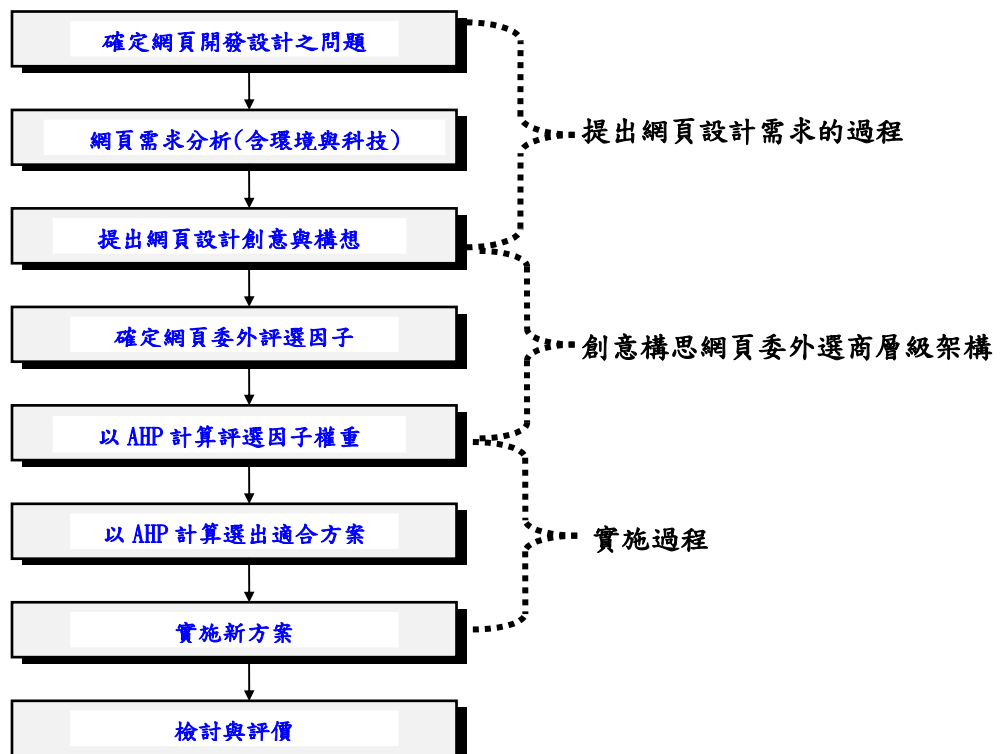 確定網頁開發設計之問題
網頁需求分析(含環境與科技)
提出網頁設計需求的過程
提出網頁設計創意與構想
確定網頁委外評選因子
創意構思網頁委外選商層級架構
以 AHP 計算評選因子權重
以 AHP 計算選出適合方案
實施過程
實施新方案
檢討與評價